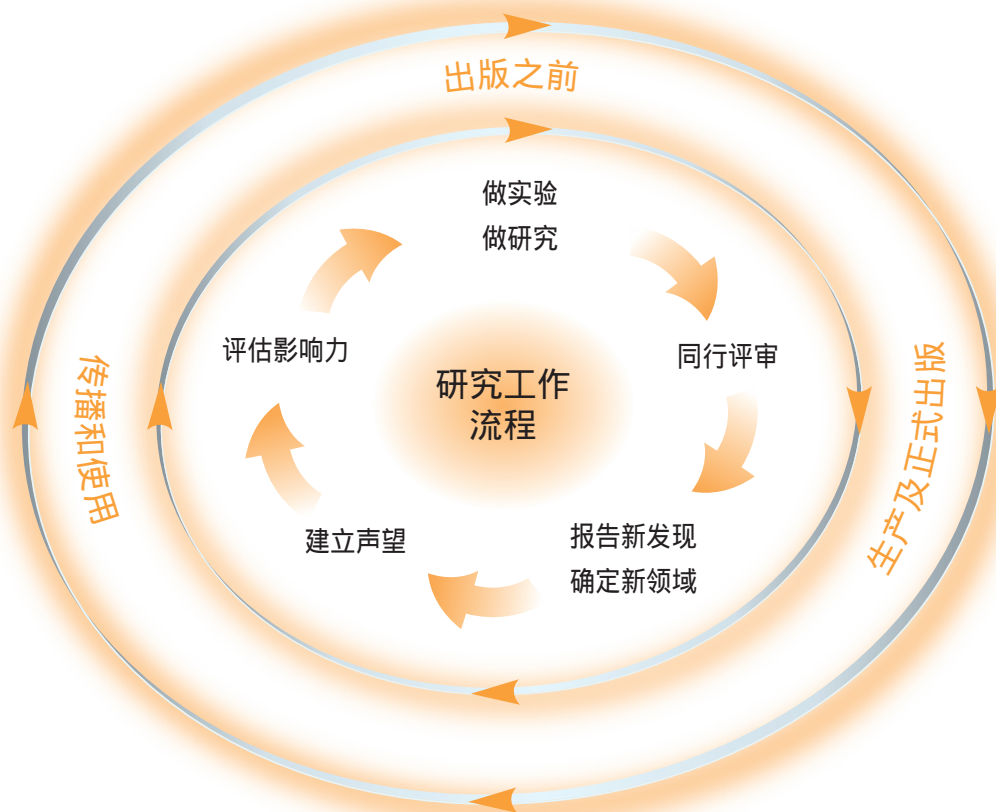 出版之前
做实验
做研究
同行评审
报告新发现
确定新领域
建立声望
评估影响力
研究工作
流程
生产及正式出版
传播和使用